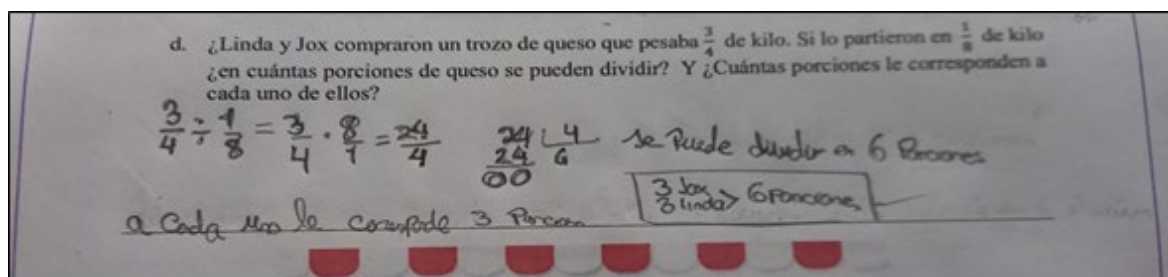 d. ¿Linda y Jox compraron un trozo de queso que pesaba 3/4 de kilo. Si lo partieron en 1/8 de kilo
¿en cuántas porciones de queso se pueden dividir? Y ¿Cuántas porciones le corresponden a
cada uno de ellos?
3/4 ÷ 1/8 = 3/4 · 8/1 = 24/4
24 4
24 6
00
se Puede dividir en 6 Porciones
3 Jox
3 linda > 6 Porciones
a Cada uno le corresponde 3 Porcion